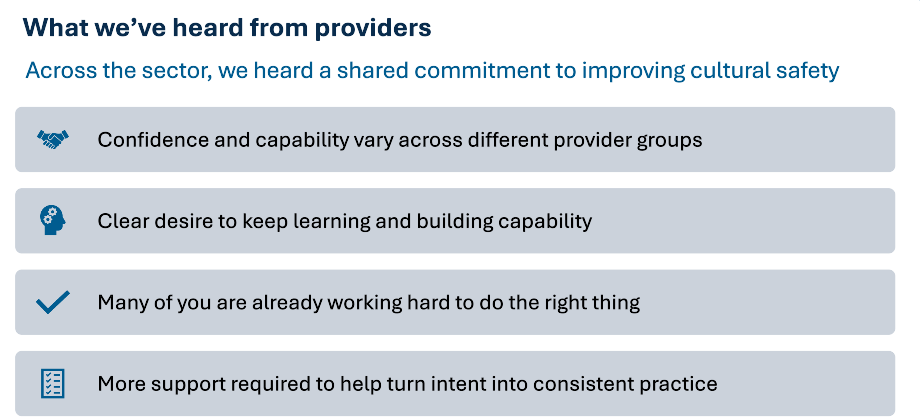 What we’ve heard from providers
Across the sector, we heard a shared commitment to improving cultural safety
Confidence and capability vary across different provider groups
Clear desire to keep learning and building capability
Many of you are already working hard to do the right thing
More support required to help turn intent into consistent practice